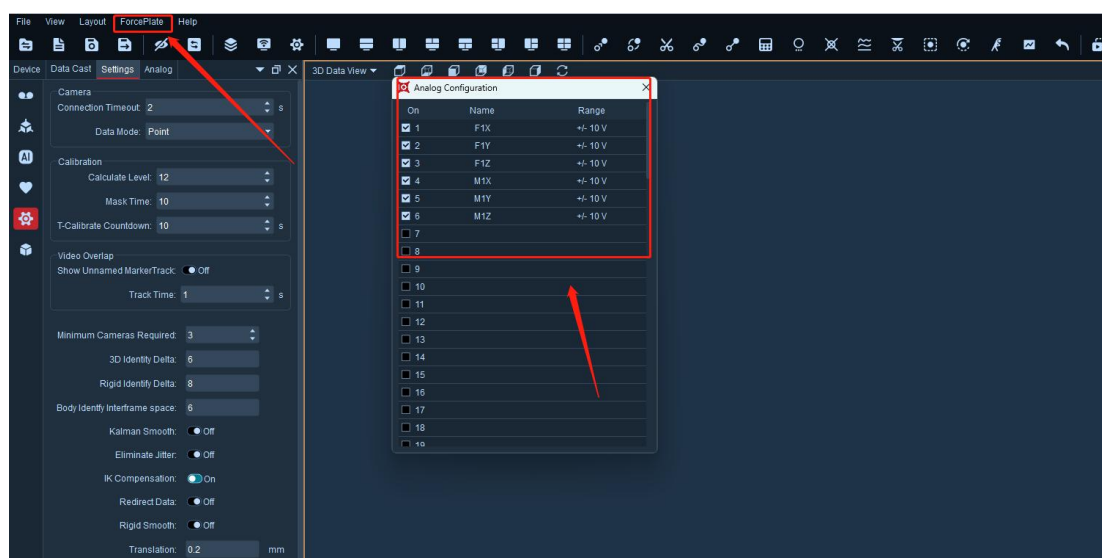 File View Layout ForcePlate Help
Device Data Cast Settings Analog
3D Data View
Camera
Connection Timeout: 2 s
Data Mode: Point
Calibration
Calculate Level: 12
Mask Time: 10
T-Calibrate Countdown: 10 s
Video Overlap
Show Unnamed MarkerTrack: Off
Track Time: 1 s
Minimum Cameras Required: 3
3D Identity Delta: 6
Rigid Identify Delta: 8
Body Identfy Interframe space: 6
Kalman Smooth: Off
Eliminate Jitter: Off
IK Compensation: On
Redirect Data: Off
Rigid Smooth: Off
Translation: 0.2 mm
AI
Analog Configuration
On Name Range
1 F1X +/- 10 V
2 F1Y +/- 10 V
3 F1Z +/- 10 V
4 M1X +/- 10 V
5 M1Y +/- 10 V
6 M1Z +/- 10 V
7
8
9
10
11
12
13
14
15
16
17
18
19